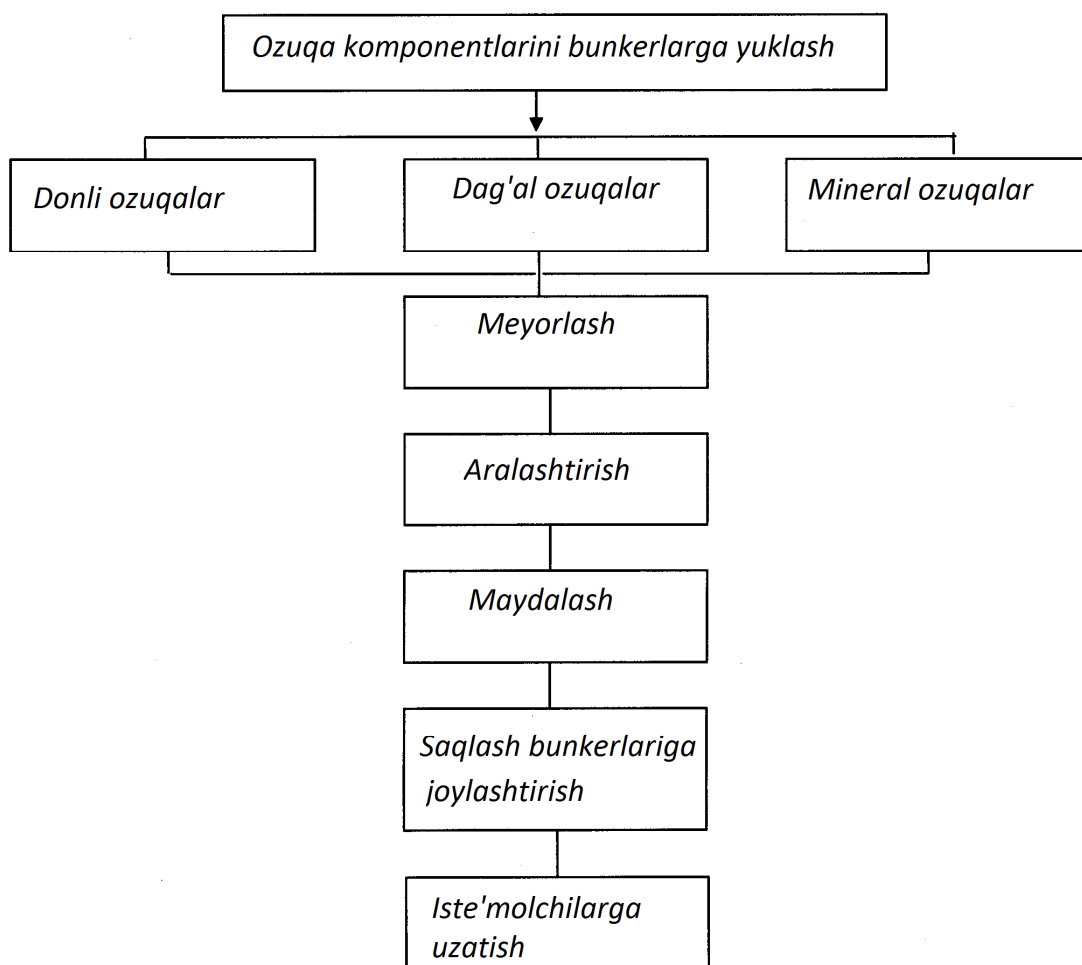 Ozuqa komponentlarini bunkerlarga yuklash
Donli ozuqalar
Dag'al ozuqalar
Mineral ozuqalar
Meyorlash
Aralashtirish
Maydalash
Saqlash bunkerlariga
joylashtirish
Iste'molchilarga
uzatish